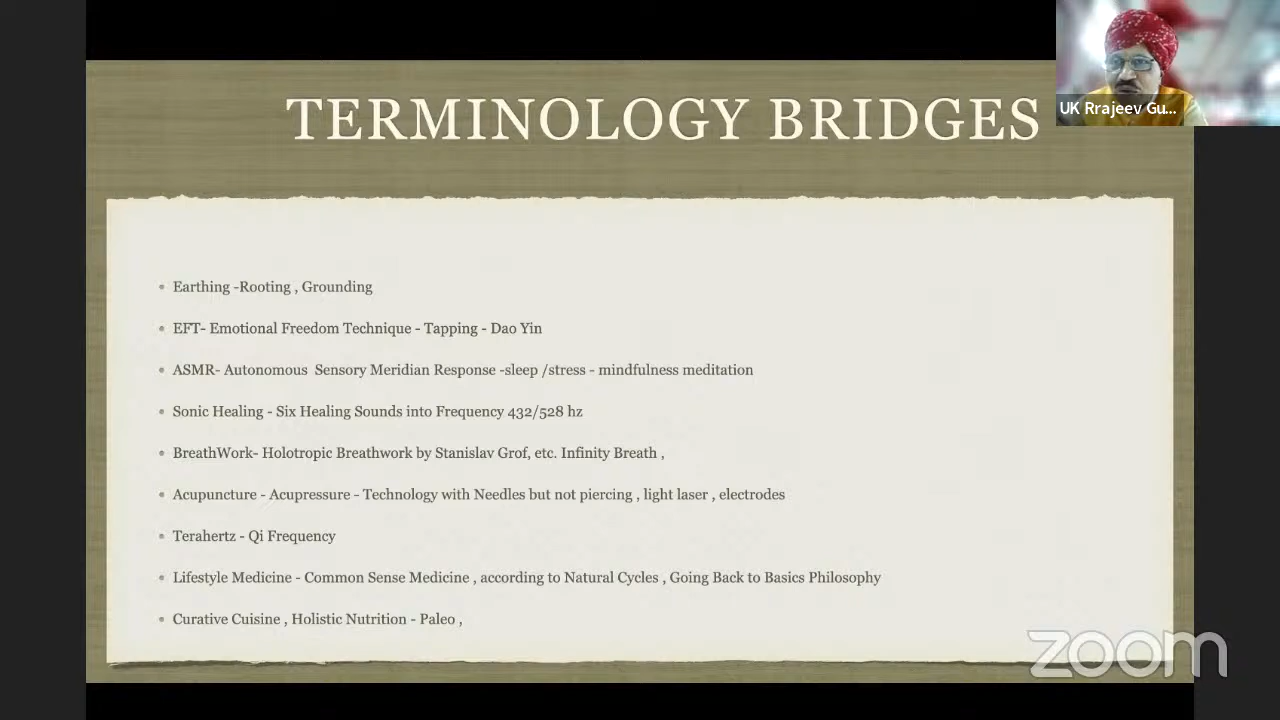 TERMINOLOGY BRIDGES
UK Rrajeev Gu...
Earthing -Rooting , Grounding
EFT- Emotional Freedom Technique - Tapping - Dao Yin
ASMR- Autonomous  Sensory Meridian Response -sleep /stress - mindfulness meditation
Sonic Healing - Six Healing Sounds into Frequency 432/528 hz
BreathWork- Holotropic Breathwork by Stanislav Grof, etc. Infinity Breath ,
Acupuncture - Acupressure - Technology with Needles but not piercing , light laser , electrodes
Terahertz - Qi Frequency
Lifestyle Medicine - Common Sense Medicine , according to Natural Cycles , Going Back to Basics Philosophy
Curative Cuisine , Holistic Nutrition - Paleo ,
zoom